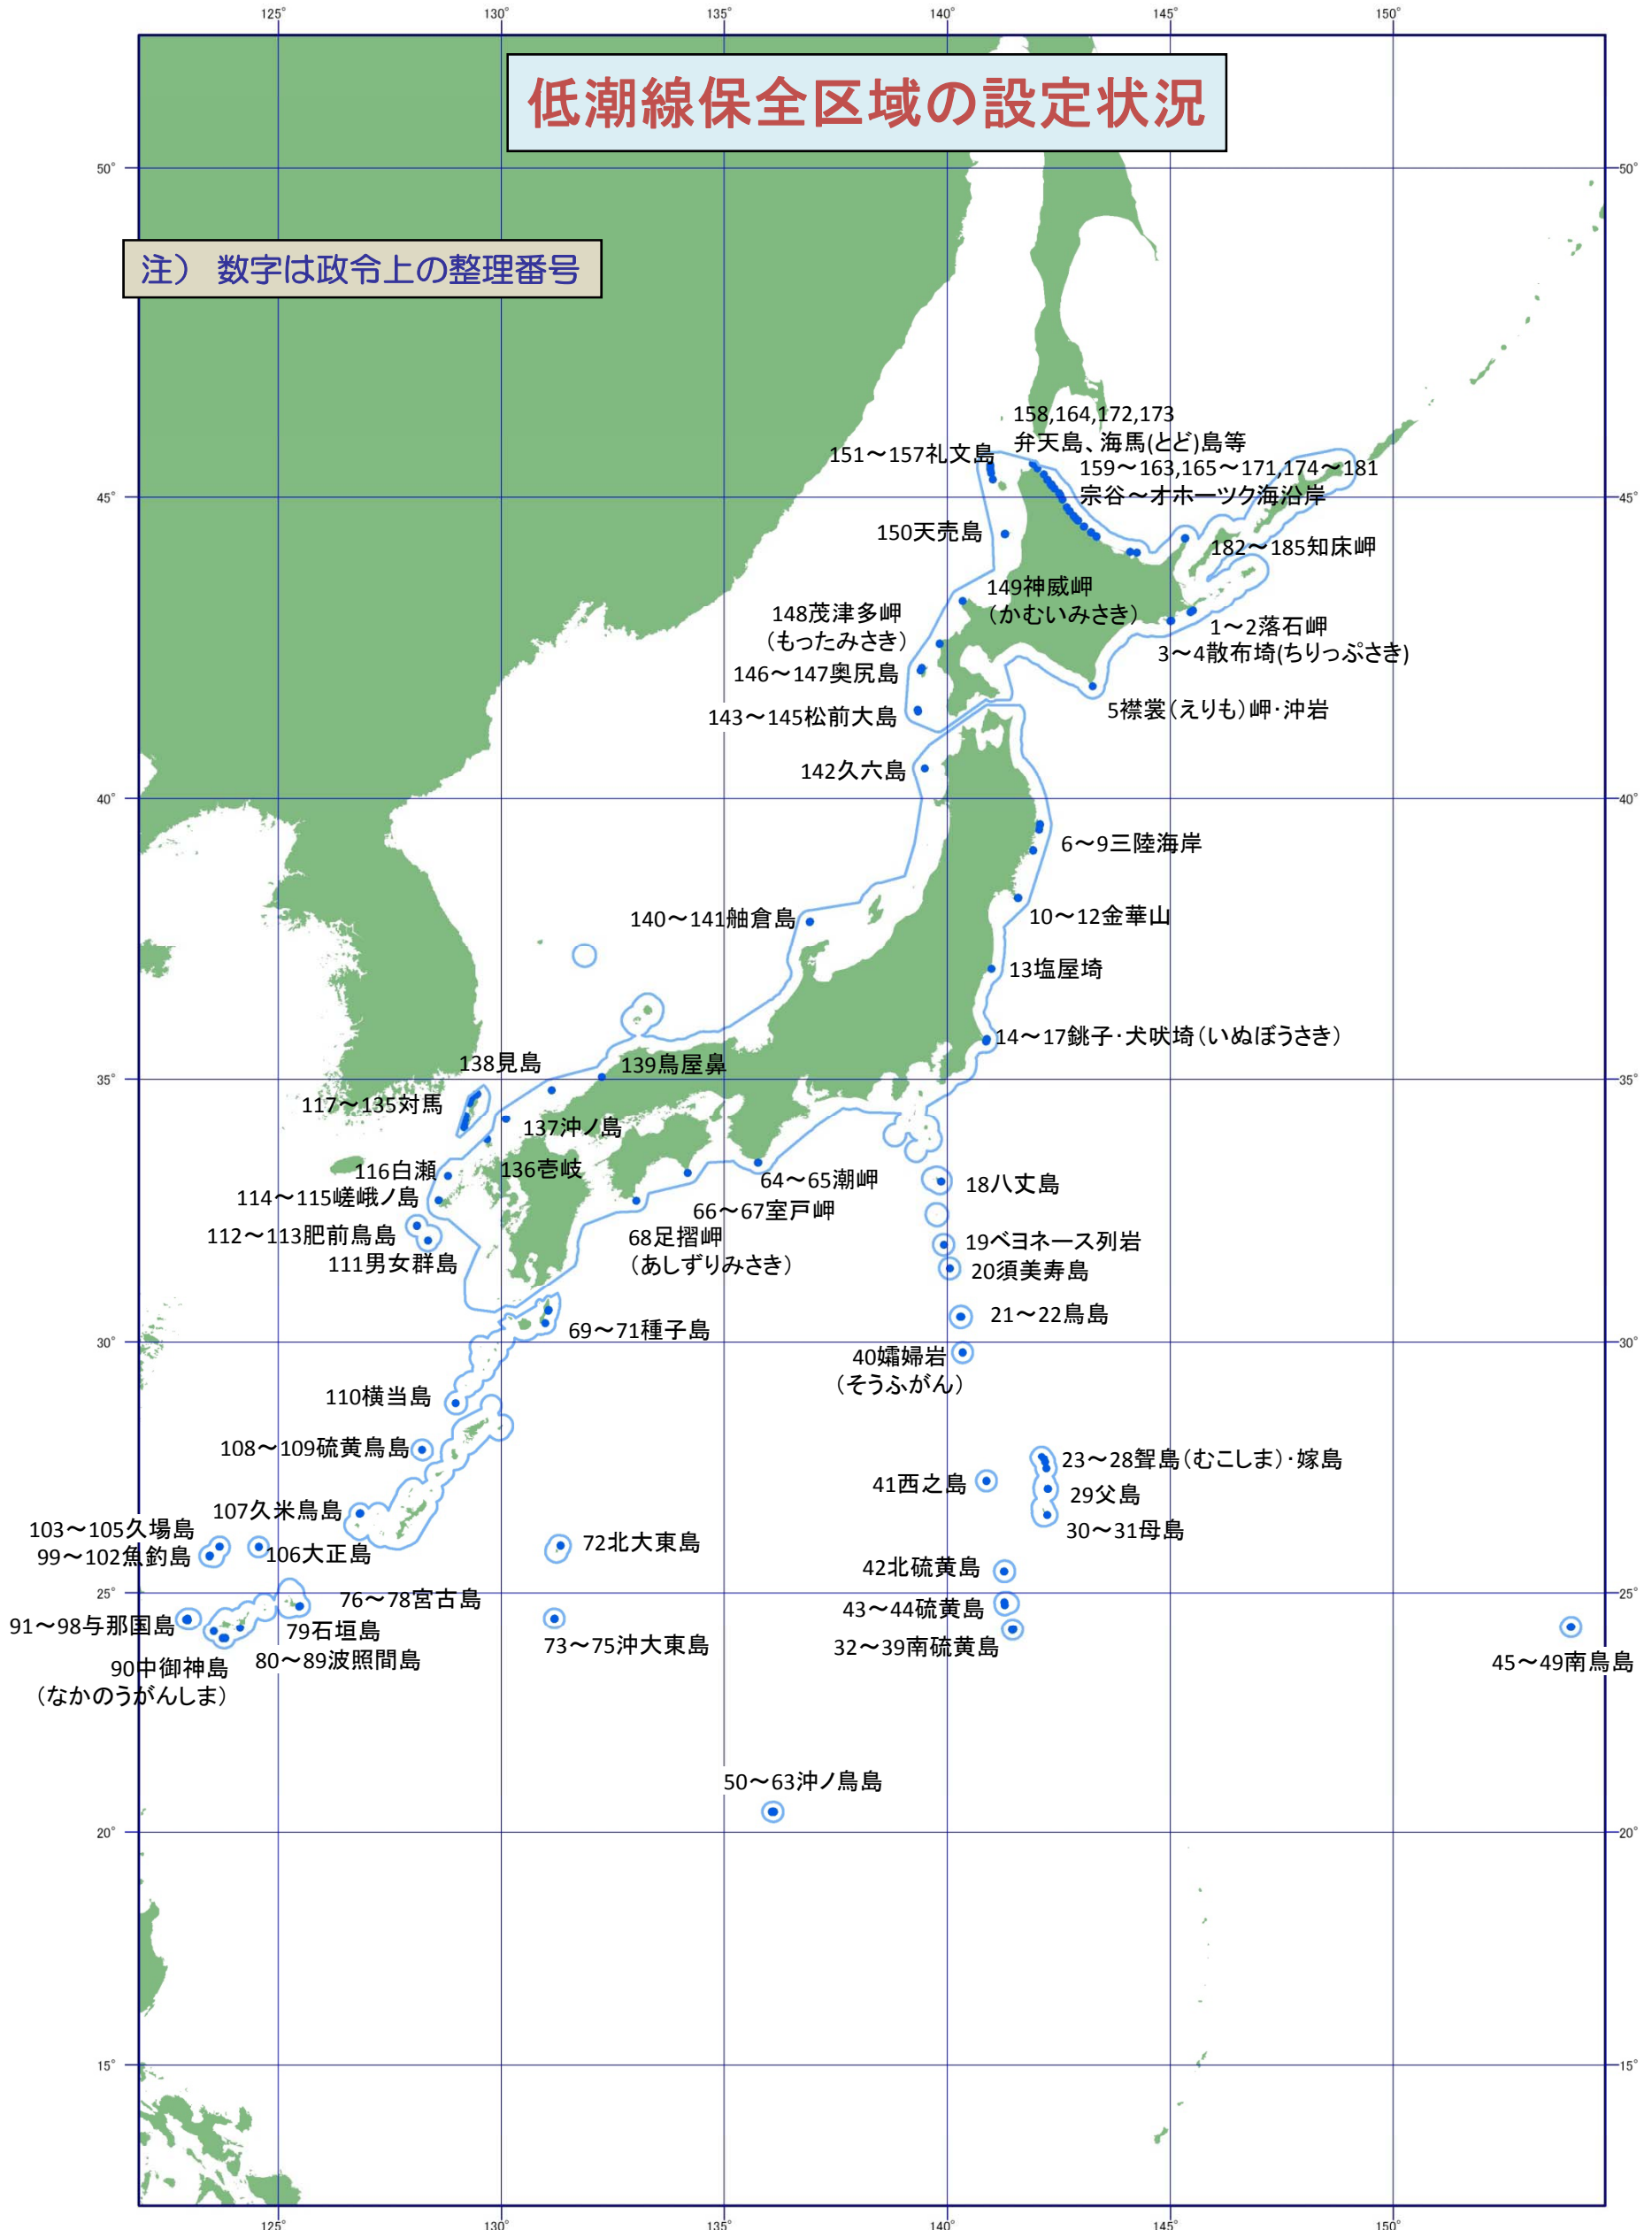 125° 130° 135° 140° 145° 150°
低潮線保全区域の設定状況
50° 50°
注） 数字は政令上の整理番号
158,164,172,173
弁天島、海馬(とど)島等
151～157礼文島
159～163,165～171,174～181
宗谷～オホーツク海沿岸
45° 45°
150天売島
182～185知床岬
149神威岬
（かむいみさき）
148茂津多岬
（もったみさき）
1～2落石岬
3～4散布埼(ちりっぷさき)
146～147奥尻島
143～145松前大島
5襟裳（えりも）岬・沖岩
142久六島
40° 40°
6～9三陸海岸
140～141舳倉島
10～12金華山
13塩屋埼
14～17銚子・犬吠埼（いぬぼうさき）
138見島
139鳥屋鼻
35° 35°
117～135対馬
137沖ノ島
116白瀬
136壱岐
64～65潮岬
18八丈島
114～115嵯峨ノ島
66～67室戸岬
112～113肥前鳥島
68足摺岬
（あしずりみさき）
19ベヨネース列岩
111男女群島
20須美寿島
21～22鳥島
69～71種子島
30° 30°
40孀婦岩
（そうふがん）
110横当島
108～109硫黄鳥島
23～28聟島（むこしま）・嫁島
41西之島
29父島
107久米鳥島
30～31母島
103～105久場島
72北大東島
99～102魚釣島
106大正島
42北硫黄島
25° 25°
76～78宮古島
43～44硫黄島
91～98与那国島
79石垣島
73～75沖大東島
32～39南硫黄島
80～89波照間島
45～49南鳥島
90中御神島
（なかのうがんしま）
50～63沖ノ鳥島
20° 20°
15° 15°
125° 130° 135° 140° 145° 150°